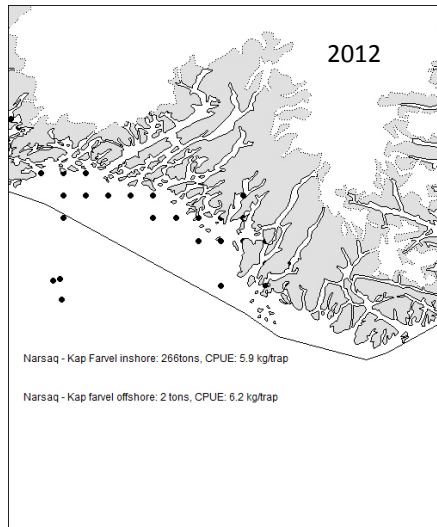 2012
Narsaq - Kap Farvel inshore: 266tons, CPUE: 5.9 kg/trap
Narsaq - Kap farvel offshore: 2 tons, CPUE: 6.2 kg/trap